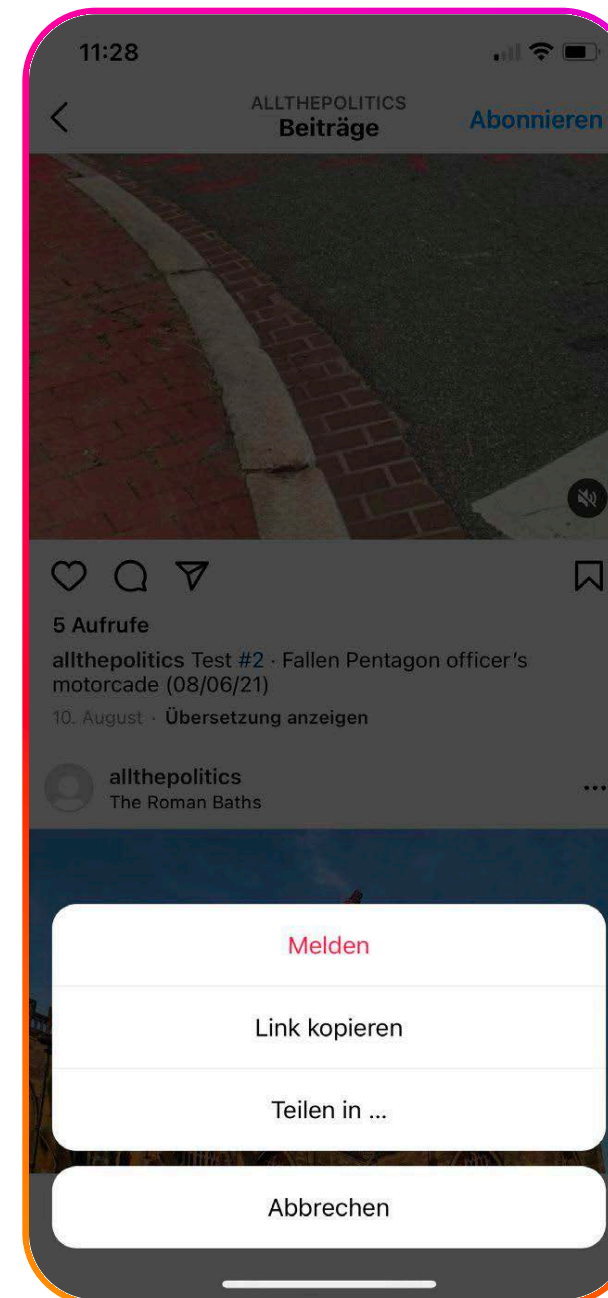 11:28
ALLTHEPOLITICS
Beiträge
Abonnieren
5 Aufrufe
allthepolitics Test #2 · Fallen Pentagon officer's
motorcade (08/06/21)
10. August · Übersetzung anzeigen
allthepolitics
The Roman Baths
Melden
Link kopieren
Teilen in ...
Abbrechen